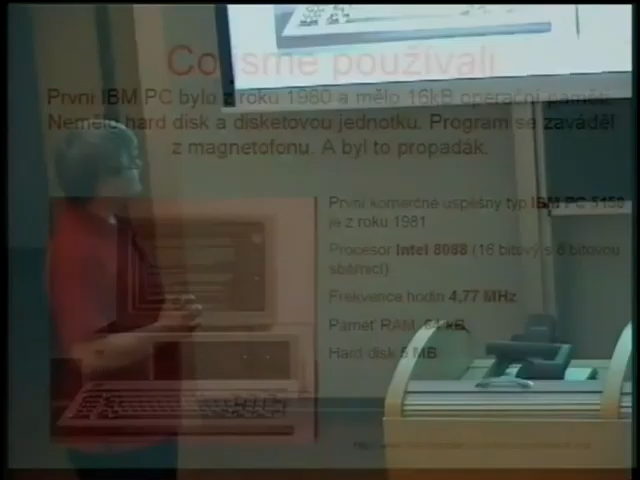 Co jsme používali
První IBM PC bylo z roku 1980 a mělo 16kB operační paměti.
Nemělo hard disk a disketovou jednotku. Program se zaváděl
z magnetofonu. A byl to propadák.
První komerčně úspěšný typ IBM PC 5150
je z roku 1981
Procesor Intel 8088 (16 bitový s 8 bitovou
sběrnicí)
Frekvence hodin 4,77 MHz
Paměť RAM 64 kB
Hard disk 5 MB